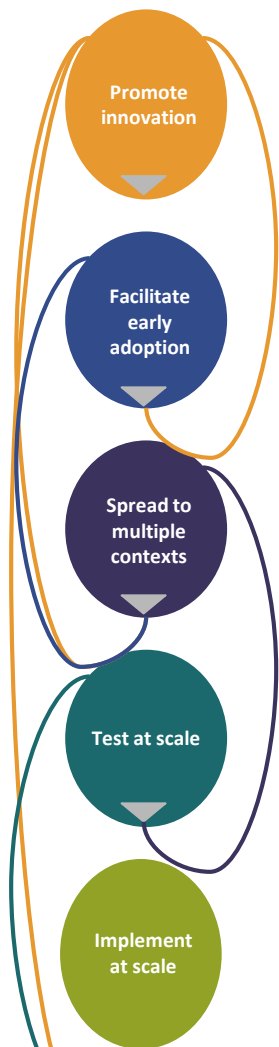 Promote
innovation
Facilitate
early
adoption
Spread to
multiple
contexts
Test at scale
Implement
at scale